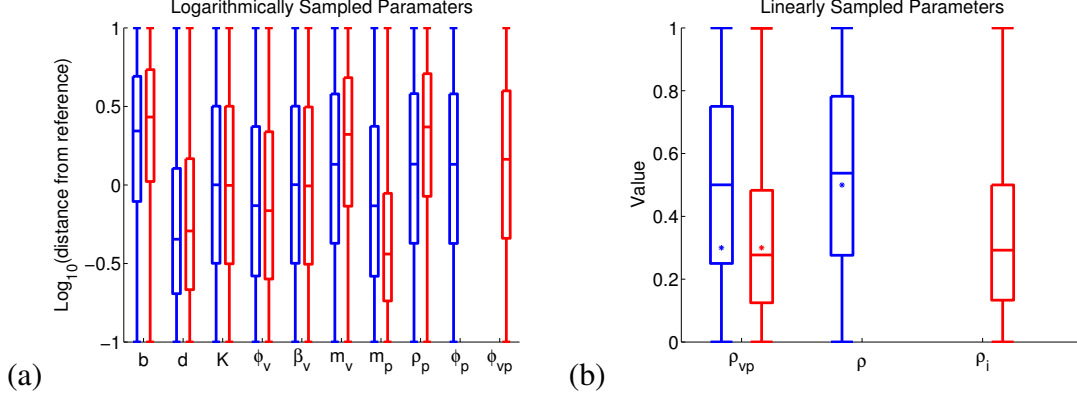 Logarithmically Sampled Paramaters
1
0.5
0
−0.5
−1
Log10(distance from reference)
b d K ϕv βv mv mp ρp ϕp ϕvp
(a)
Linearly Sampled Parameters
1
0.8
0.6
0.4
0.2
0
Value
ρvp ρ ρi
(b)